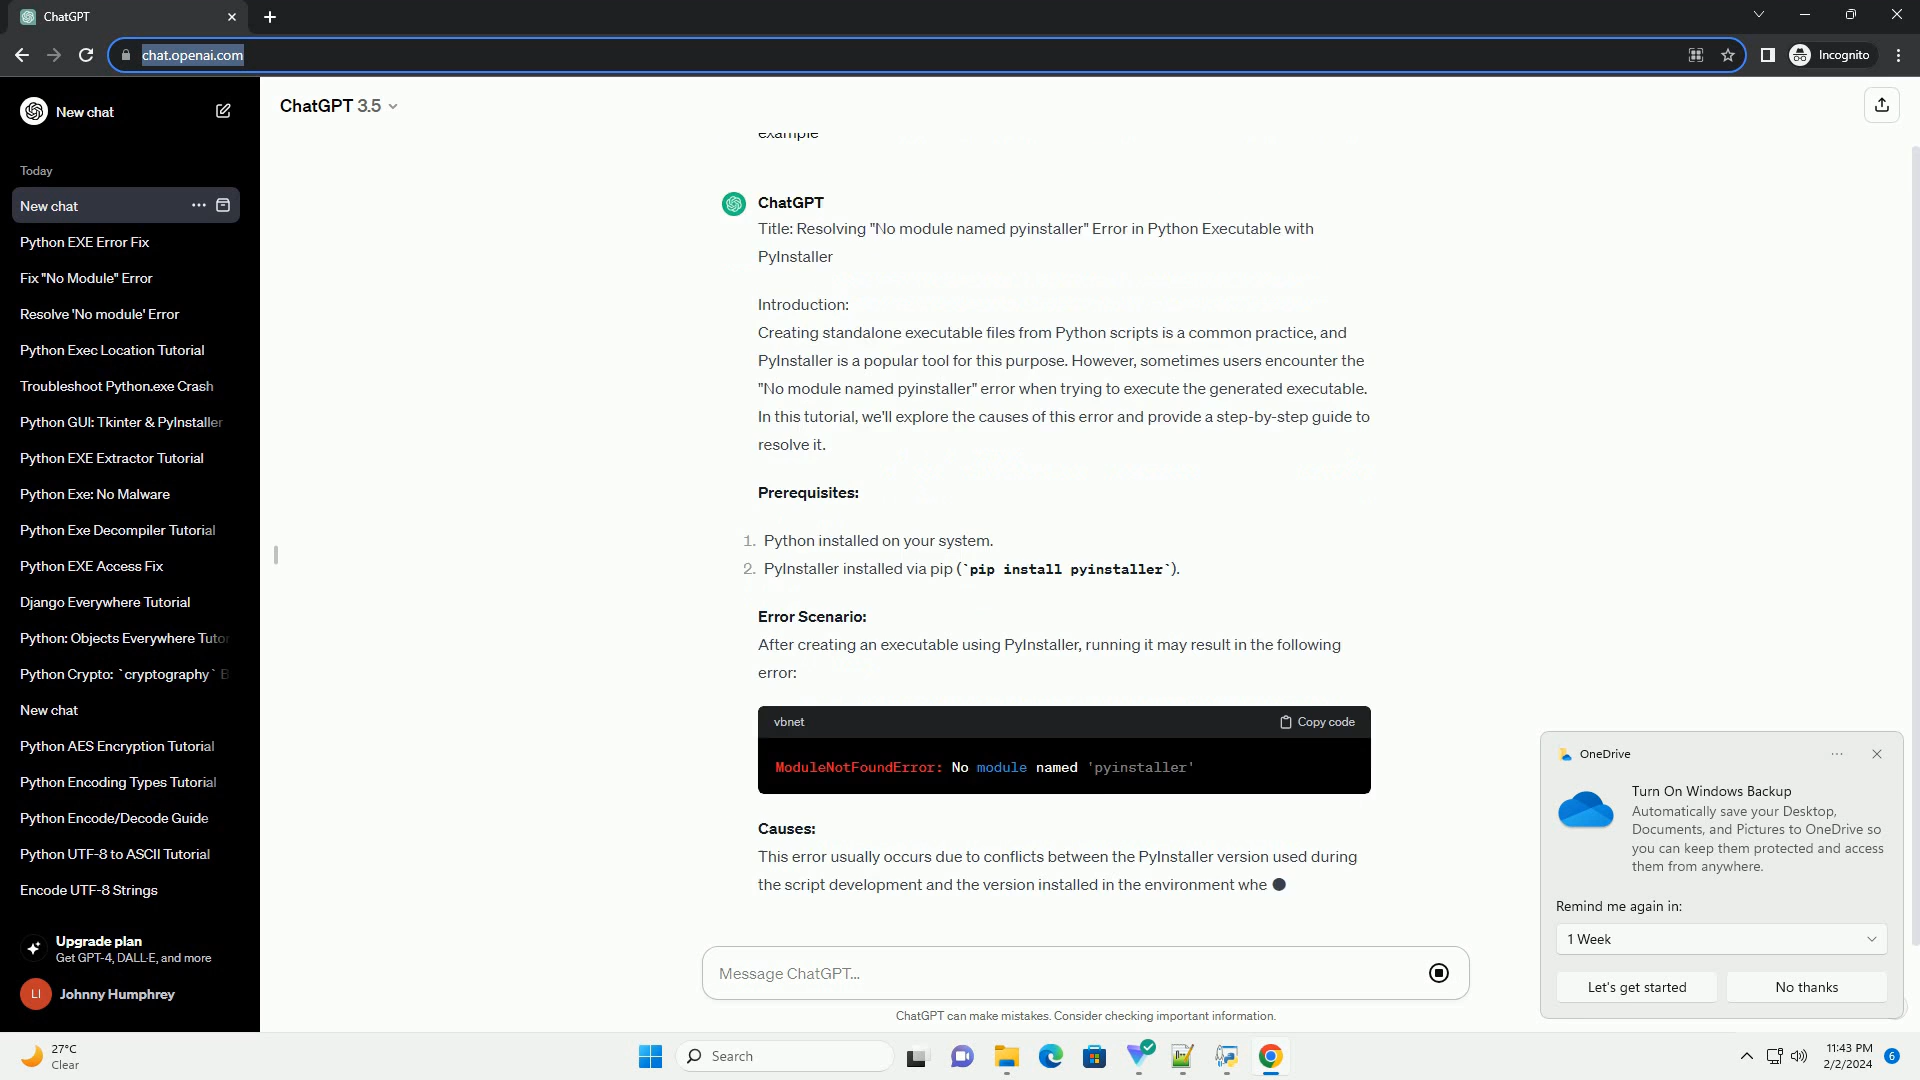 ChatGPT
chat.openai.com
Incognito
New chat
ChatGPT 3.5
Today
New chat
Python EXE Error Fix
Fix "No Module" Error
Resolve 'No module' Error
Python Exec Location Tutorial
Troubleshoot Python.exe Crash
Python GUI: Tkinter & PyInstaller
Python EXE Extractor Tutorial
Python Exe: No Malware
Python Exe Decompiler Tutorial
Python EXE Access Fix
Django Everywhere Tutorial
Python: Objects Everywhere Tutor
Python Crypto: `cryptography` E
New chat
Python AES Encryption Tutorial
Python Encoding Types Tutorial
Python Encode/Decode Guide
Python UTF-8 to ASCII Tutorial
Encode UTF-8 Strings
Upgrade plan
Get GPT-4, DALL·E, and more
LI
Johnny Humphrey
example
ChatGPT
Title: Resolving "No module named pyinstaller" Error in Python Executable with
PyInstaller
Introduction:
Creating standalone executable files from Python scripts is a common practice, and
PyInstaller is a popular tool for this purpose. However, sometimes users encounter the
"No module named pyinstaller" error when trying to execute the generated executable.
In this tutorial, we'll explore the causes of this error and provide a step-by-step guide to
resolve it.
Prerequisites:
1. Python installed on your system.
2. PyInstaller installed via pip (`pip install pyinstaller`).
Error Scenario:
After creating an executable using PyInstaller, running it may result in the following
error:
vbnet
Copy code
ModuleNotFoundError: No module named 'pyinstaller'
Causes:
This error usually occurs due to conflicts between the PyInstaller version used during
the script development and the version installed in the environment whe
Message ChatGPT...
ChatGPT can make mistakes. Consider checking important information.
OneDrive
Turn On Windows Backup
Automatically save your Desktop,
Documents, and Pictures to OneDrive so
you can keep them protected and access
them from anywhere.
Remind me again in:
1 Week
Let's get started
No thanks
27°C
Clear
Search
11:43 PM
2/2/2024
6